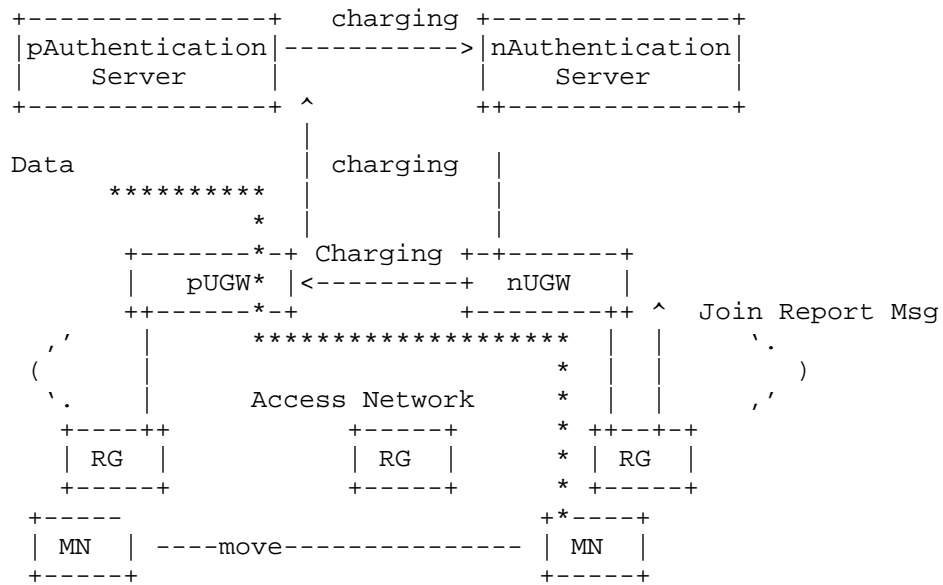 charging
pAuthentication nAuthentication
Server Server
Data charging
Charging
pUGW nUGW
Join Report Msg
Access Network
RG RG RG
MN ----move--------------- MN